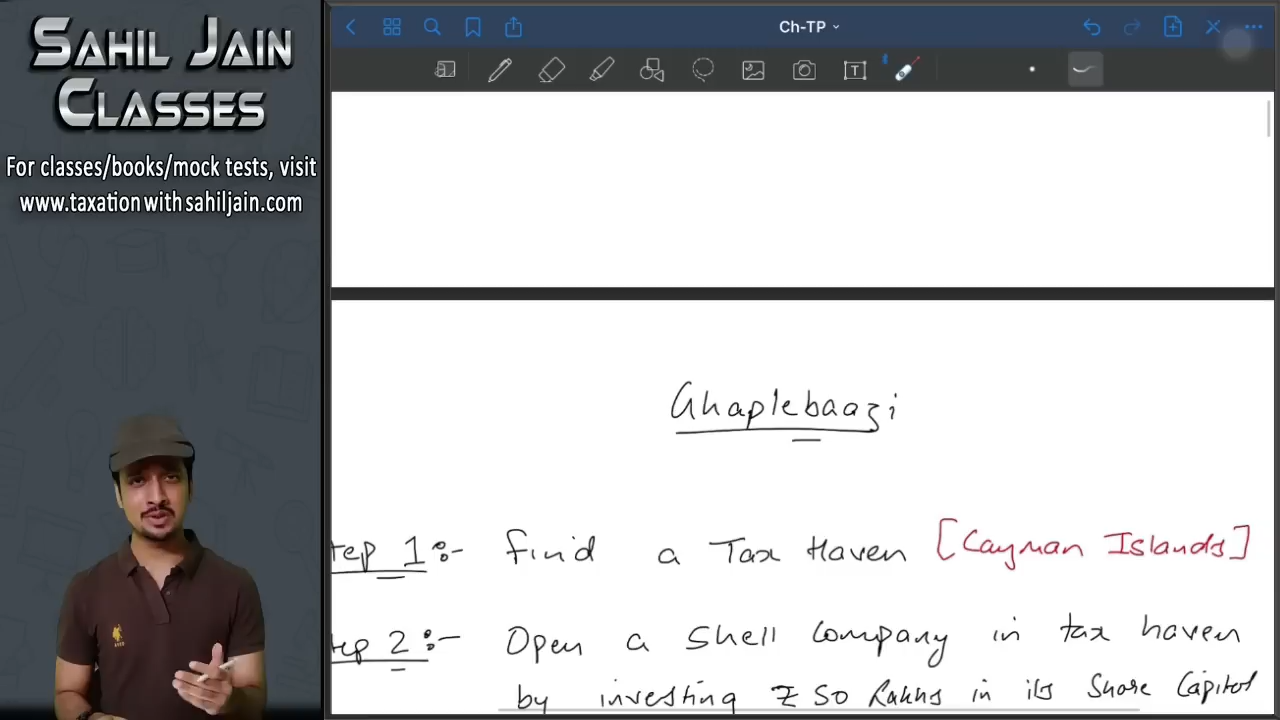 SAHIL JAIN
CLASSES
For classes/books/mock tests, visit
www.taxationwithsahiljain.com
Ch-TP
T
Ghaplebaazi
tep 1:- Find a Tax Haven [Cayman Islands]
tep 2:- Open a Shell Company in tax haven
by investing ₹ 50 Lakhs in its Share Capital